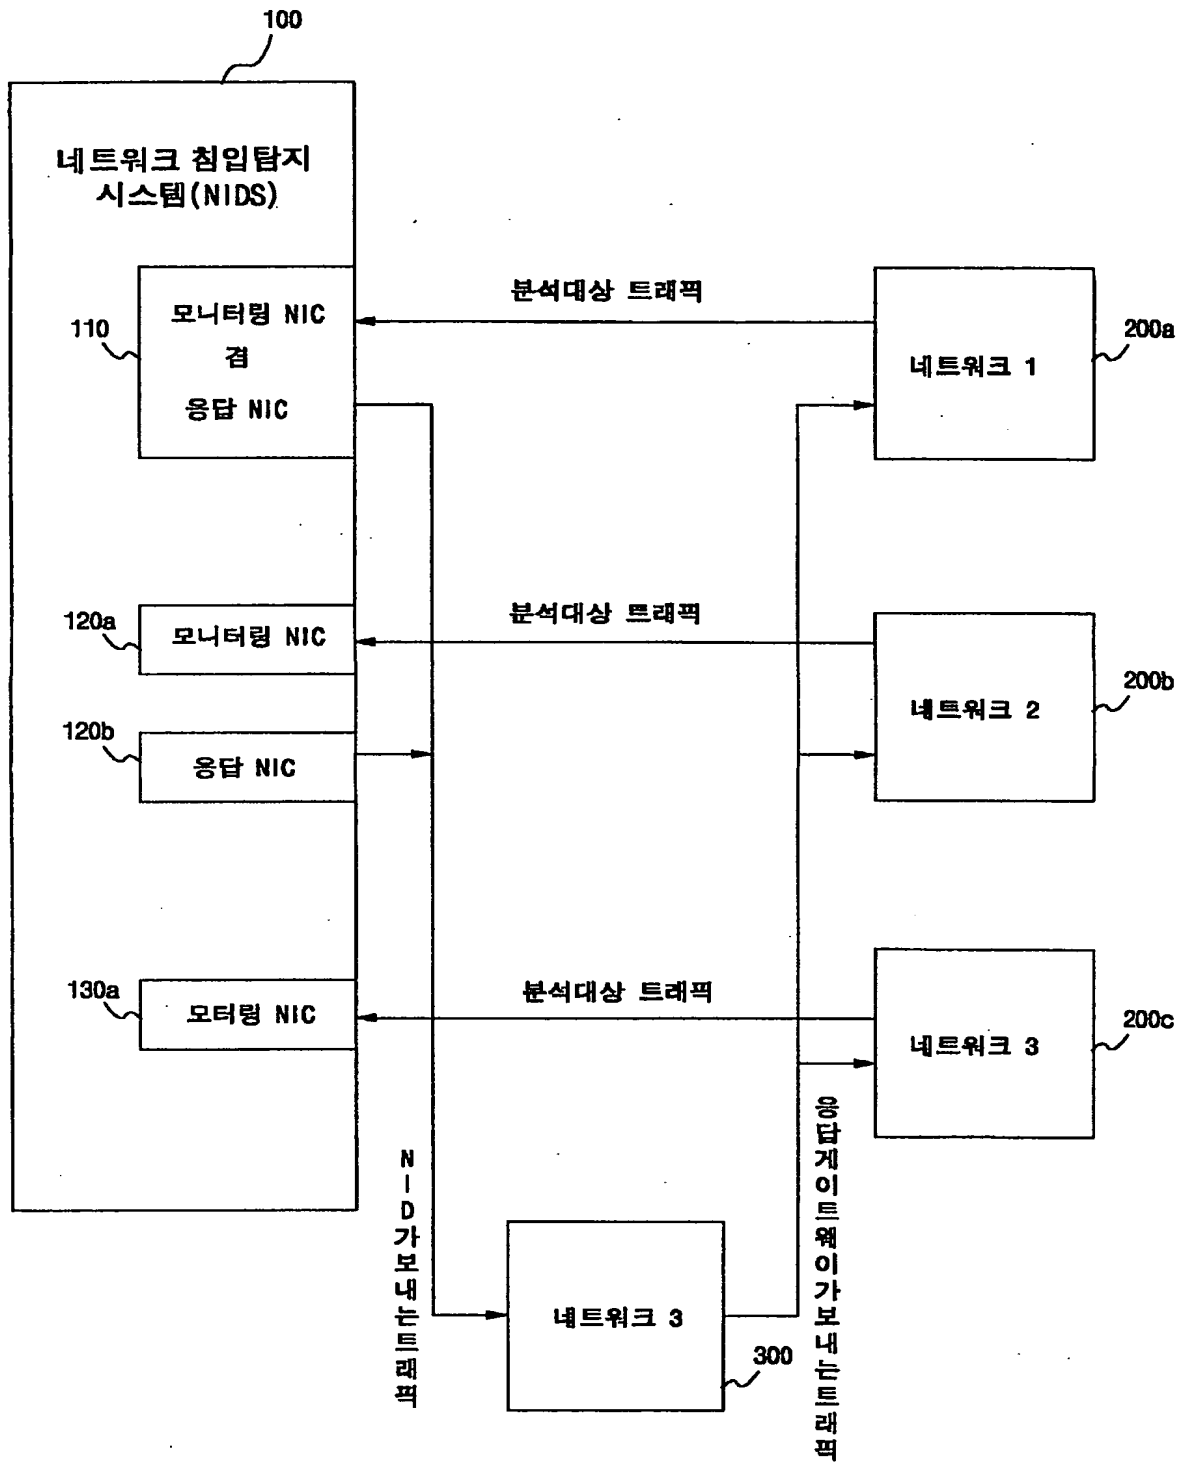 100
네트워크 침입탐지
시스템(NIDS)
모니터링 NIC
겸
응답 NIC
110
분석대상 트래픽
네트워크 1
200a
120a
모니터링 NIC
분석대상 트래픽
네트워크 2
200b
120b
응답 NIC
130a
모터링 NIC
분석대상 트래픽
네트워크 3
200c
NID가보내는트래픽
네트워크 3
300
응답게이트웨이가보내는트래픽